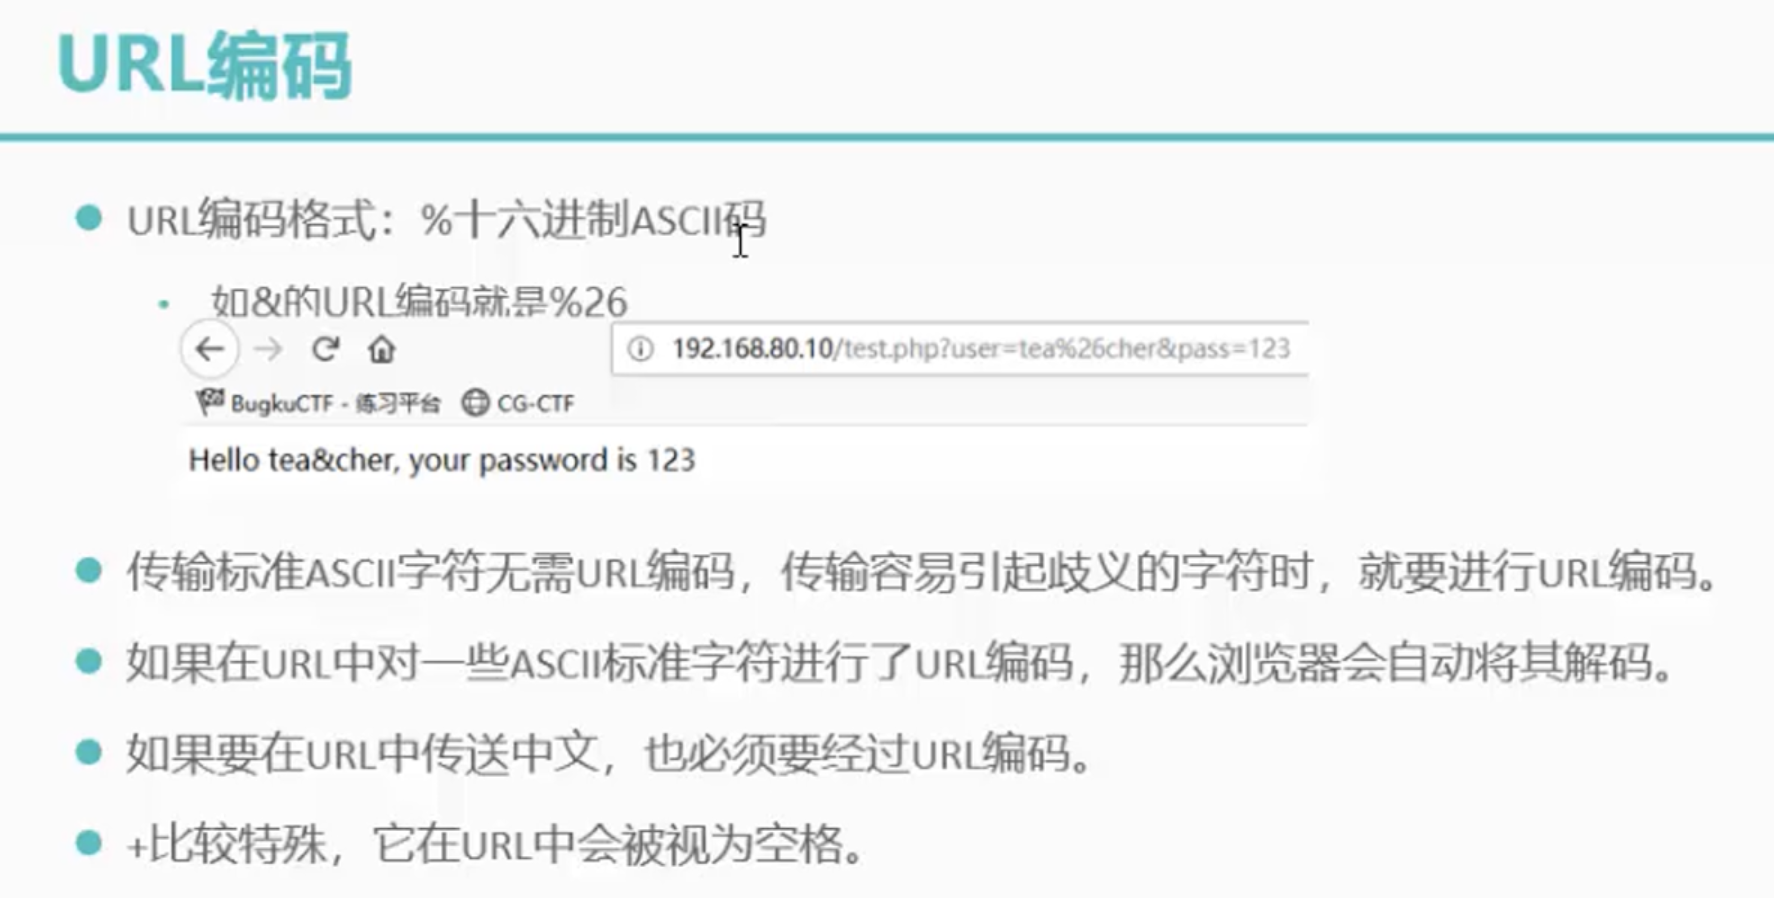 URL编码
URL编码格式：%十六进制ASCII码
如&的URL编码就是%26
192.168.80.10/test.php?user=tea%26cher&pass=123
BugkuCTF - 练习平台 CG-CTF
Hello tea&cher, your password is 123
传输标准ASCII字符无需URL编码，传输容易引起歧义的字符时，就要进行URL编码。
如果在URL中对一些ASCII标准字符进行了URL编码，那么浏览器会自动将其解码。
如果要在URL中传送中文，也必须要经过URL编码。
+比较特殊，它在URL中会被视为空格。